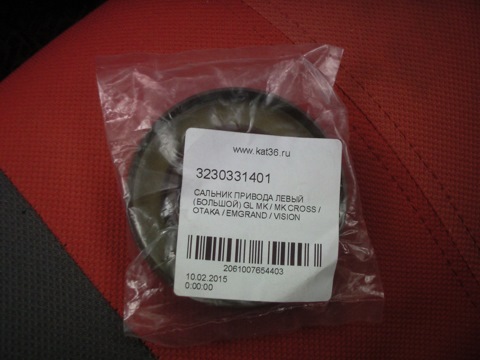 www.kat36.ru
3230331401
САЛЬНИК ПРИВОДА ЛЕВЫЙ
(БОЛЬШОЙ) GL MK / MK CROSS /
OTAKA / EMGRAND / VISION
2061007654403
10.02.2015
0:00:00